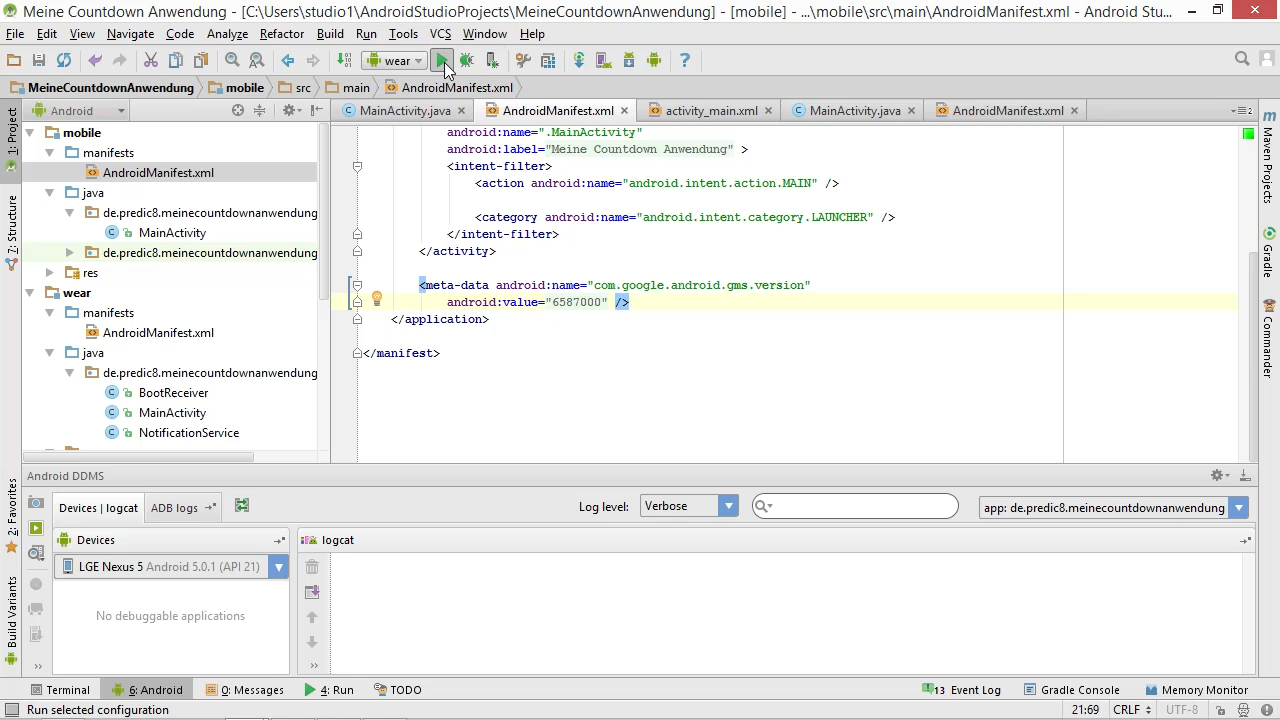 Meine Countdown Anwendung - [C:\Users\studio1\AndroidStudioProjects\MeineCountdownAnwendung] - [mobile] - ...\mobile\src\main\AndroidManifest.xml - Android Stu...
File Edit View Navigate Code Analyze Refactor Build Run Tools VCS Window Help
wear
MeineCountdownAnwendung mobile src main AndroidManifest.xml
Android
MainActivity.java AndroidManifest.xml activity_main.xml MainActivity.java AndroidManifest.xml
1: Project
7: Structure
2: Favorites
Build Variants
mobile
manifests
AndroidManifest.xml
java
de.predic8.meinecountdownanwendung
MainActivity
de.predic8.meinecountdownanwendung
res
wear
manifests
AndroidManifest.xml
java
de.predic8.meinecountdownanwendung
BootReceiver
MainActivity
NotificationService
android:name=".MainActivity"
android:label="Meine Countdown Anwendung" >
<intent-filter>
<action android:name="android.intent.action.MAIN" />
<category android:name="android.intent.category.LAUNCHER" />
</intent-filter>
</activity>
<meta-data android:name="com.google.android.gms.version"
android:value="6587000" />
</application>
</manifest>
Maven Projects
Gradle
Commander
Android DDMS
Devices | logcat ADB logs Log level: Verbose app: de.predic8.meinecountdownanwendung
Devices logcat
LGE Nexus 5 Android 5.0.1 (API 21)
No debuggable applications
Terminal 6: Android 0: Messages 4: Run TODO 13 Event Log Gradle Console Memory Monitor
Run selected configuration 21:69 CRLF UTF-8